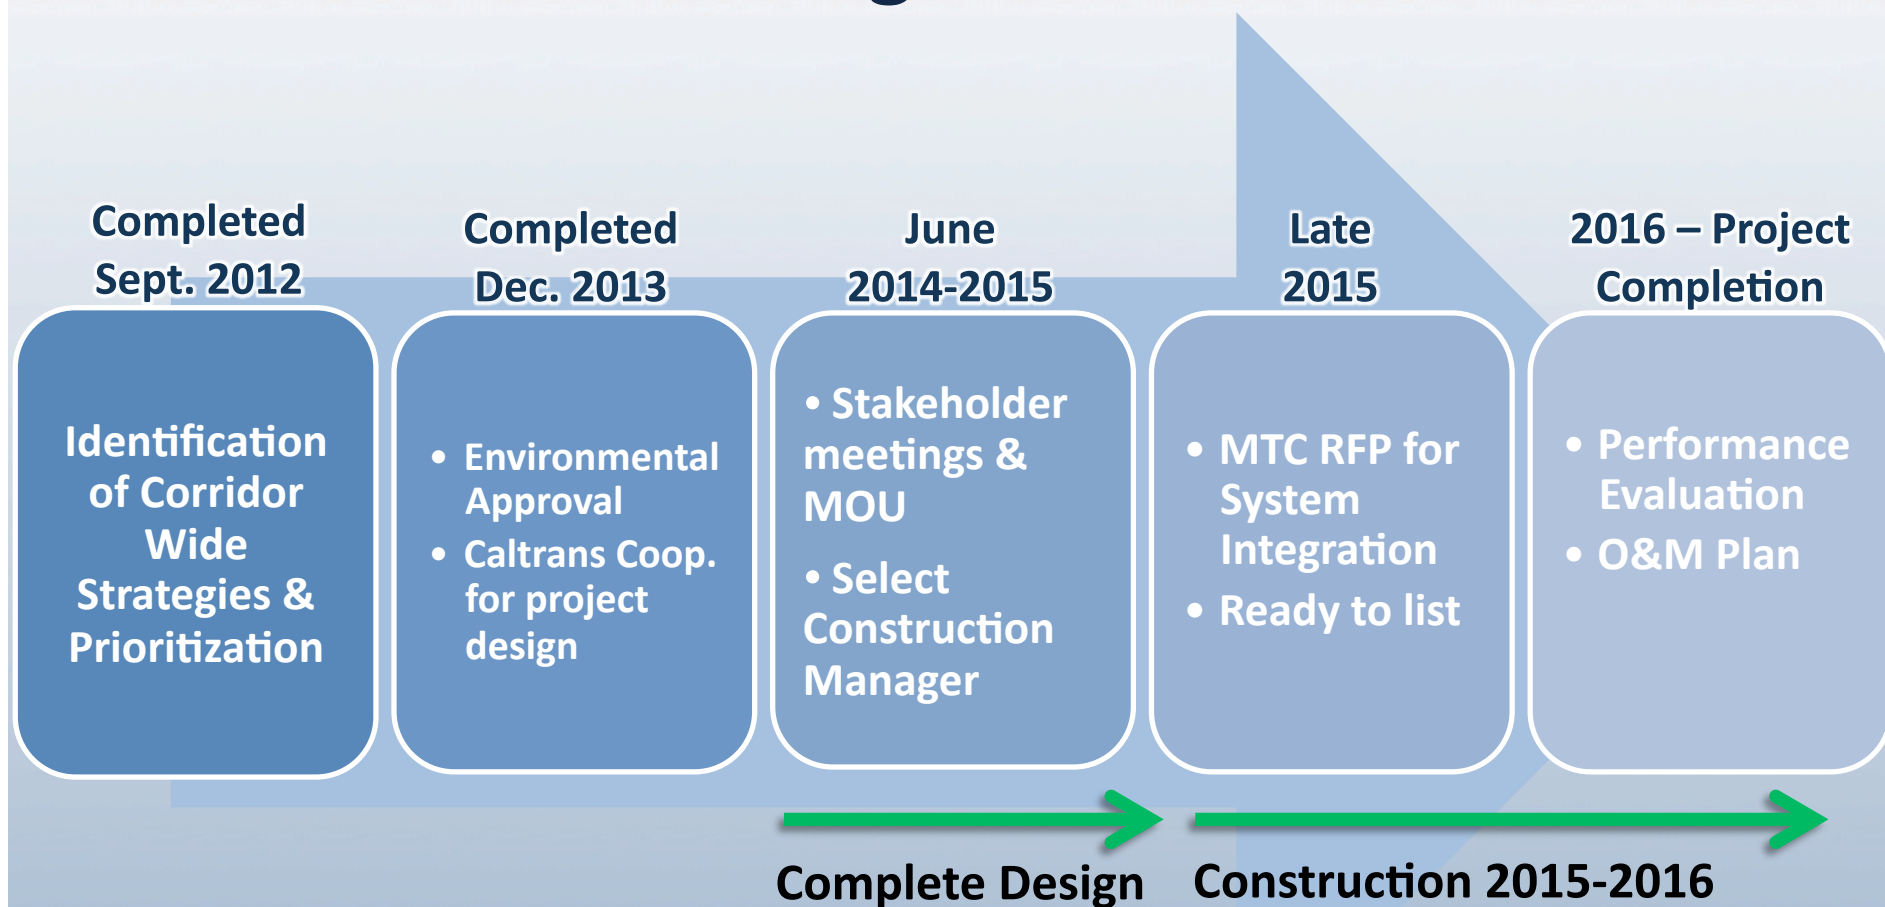 Completed
Sept. 2012
Completed
Dec. 2013
June
2014-2015
Late
2015
2016 – Project
Completion
Identification
of Corridor
Wide
Strategies &
Prioritization
• Environmental
Approval
• Caltrans Coop.
for project
design
• Stakeholder
meetings &
MOU
• Select
Construction
Manager
• MTC RFP for
System
Integration
• Ready to list
• Performance
Evaluation
• O&M Plan
Complete Design
Construction 2015-2016